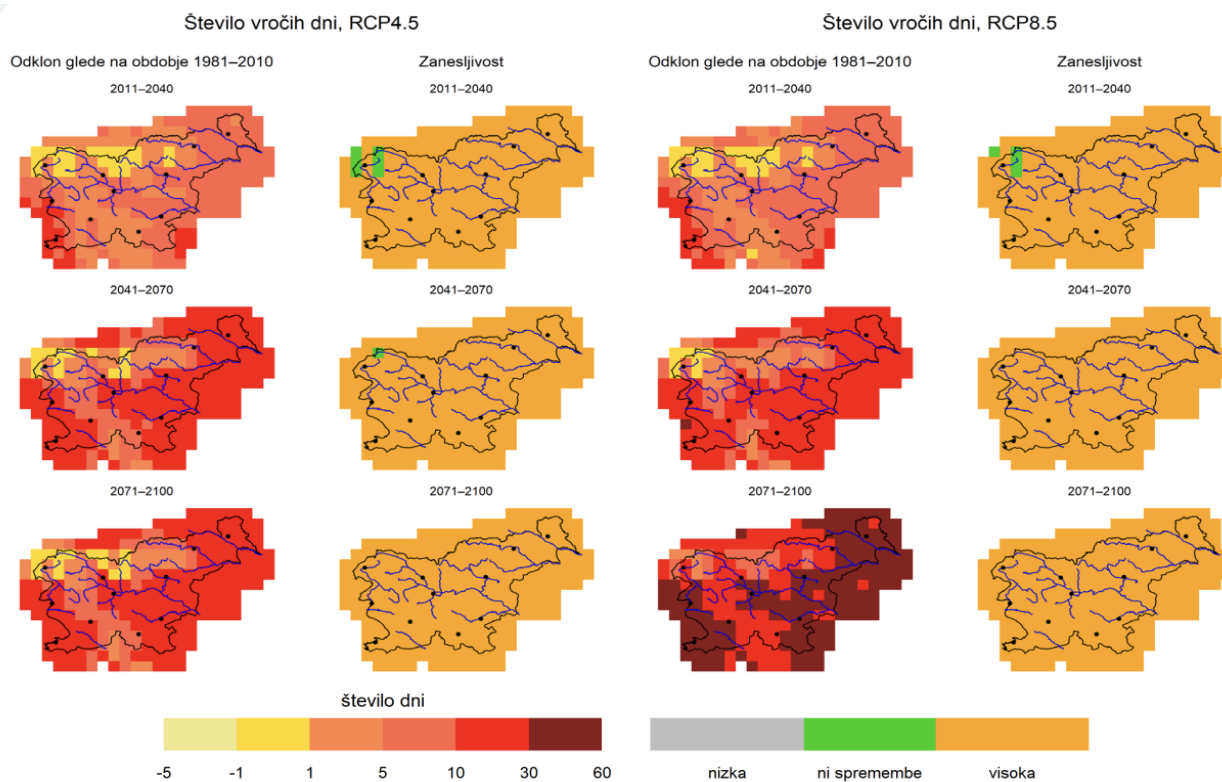 Število vročih dni, RCP4.5
Število vročih dni, RCP8.5
Odklon glede na obdobje 1981–2010
Zanesljivost
Odklon glede na obdobje 1981–2010
Zanesljivost
2011–2040
2011–2040
2011–2040
2011–2040
2041–2070
2041–2070
2041–2070
2041–2070
2071–2100
2071–2100
2071–2100
2071–2100
število dni
-5 -1 1 5 10 30 60
nizka ni spremembe visoka